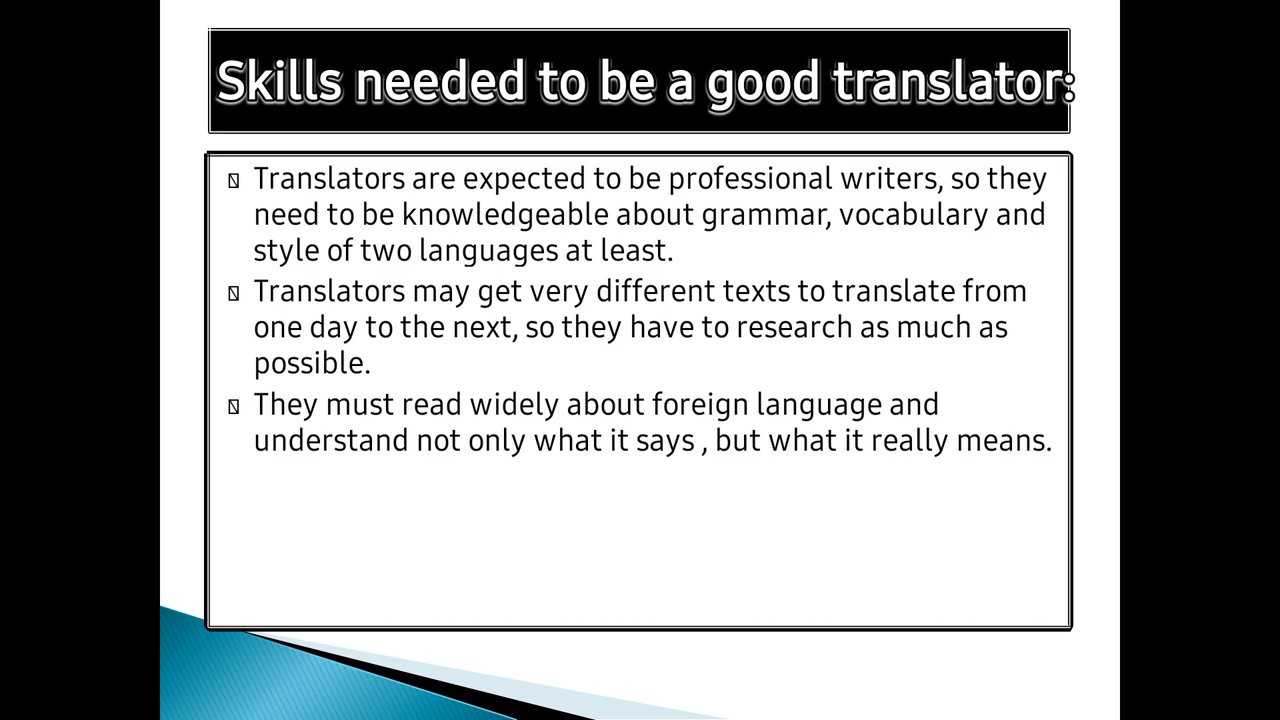 Skills needed to be a good translator:
Translators are expected to be professional writers, so they
need to be knowledgeable about grammar, vocabulary and
style of two languages at least.
Translators may get very different texts to translate from
one day to the next, so they have to research as much as
possible.
They must read widely about foreign language and
understand not only what it says , but what it really means.